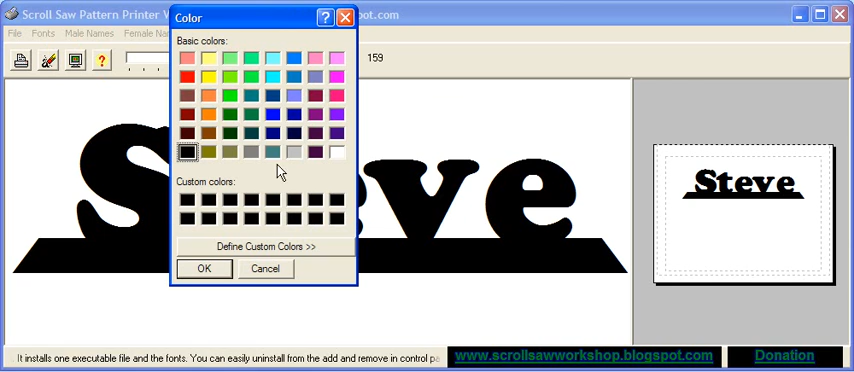 Scroll Saw Pattern Printer V
Color
pot.com
File Fonts Male Names Female Nam
159
Basic colors:
Steve
Steve
Custom colors:
Define Custom Colors >>
OK Cancel
It installs one executable file and the fonts. You can easily uninstall from the add and remove in control pa
www.scrollsawworkshop.blogspot.com
Donation